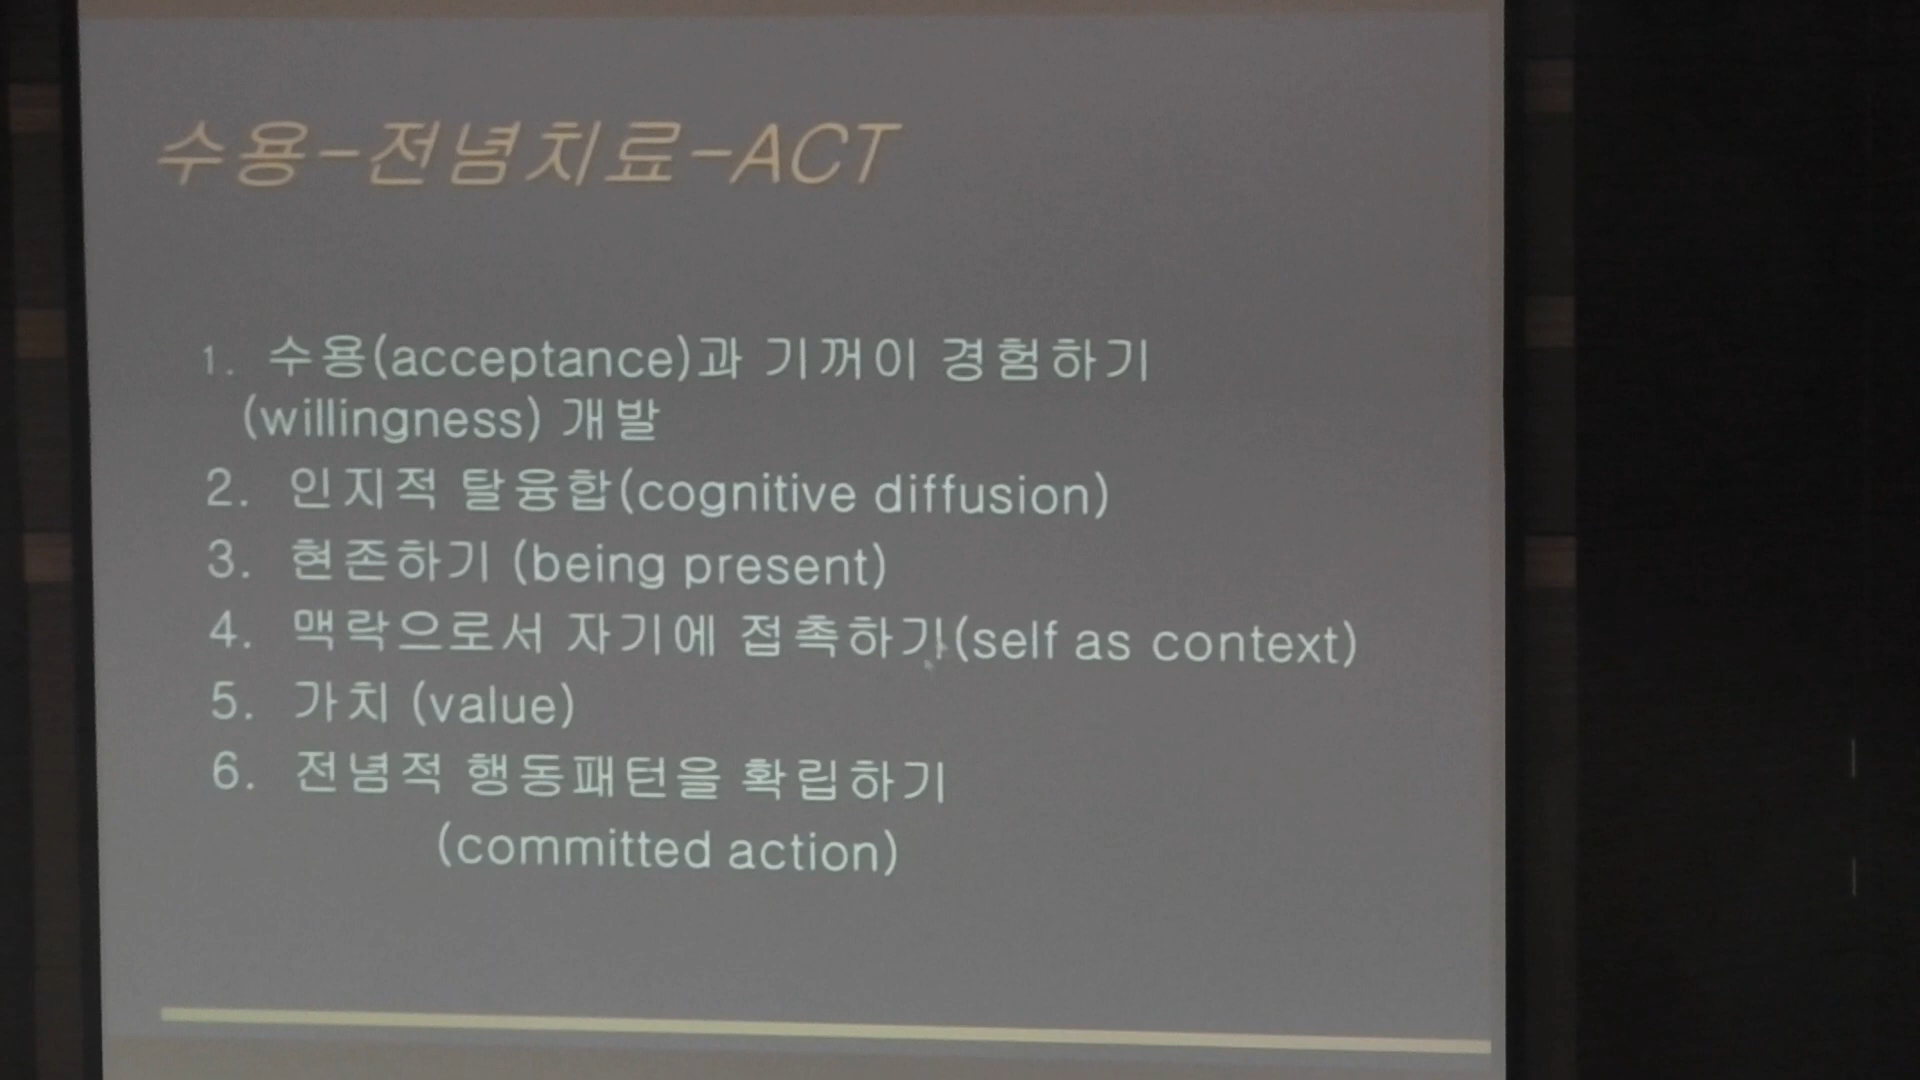 수용-전념치료-ACT
1. 수용(acceptance)과 기꺼이 경험하기
(willingness) 개발
2. 인지적 탈융합(cognitive diffusion)
3. 현존하기 (being present)
4. 맥락으로서 자기에 접촉하기(self as context)
5. 가치 (value)
6. 전념적 행동패턴을 확립하기
(committed action)